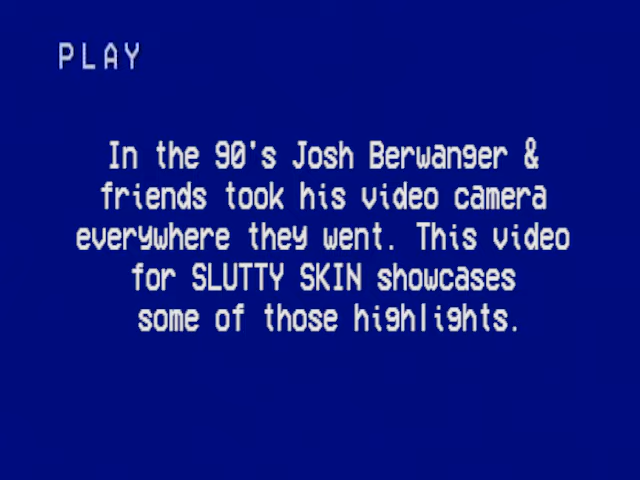 PLAY
In the 90's Josh Berwanger &
friends took his video camera
everywhere they went. This video
for SLUTTY SKIN showcases
some of those highlights.